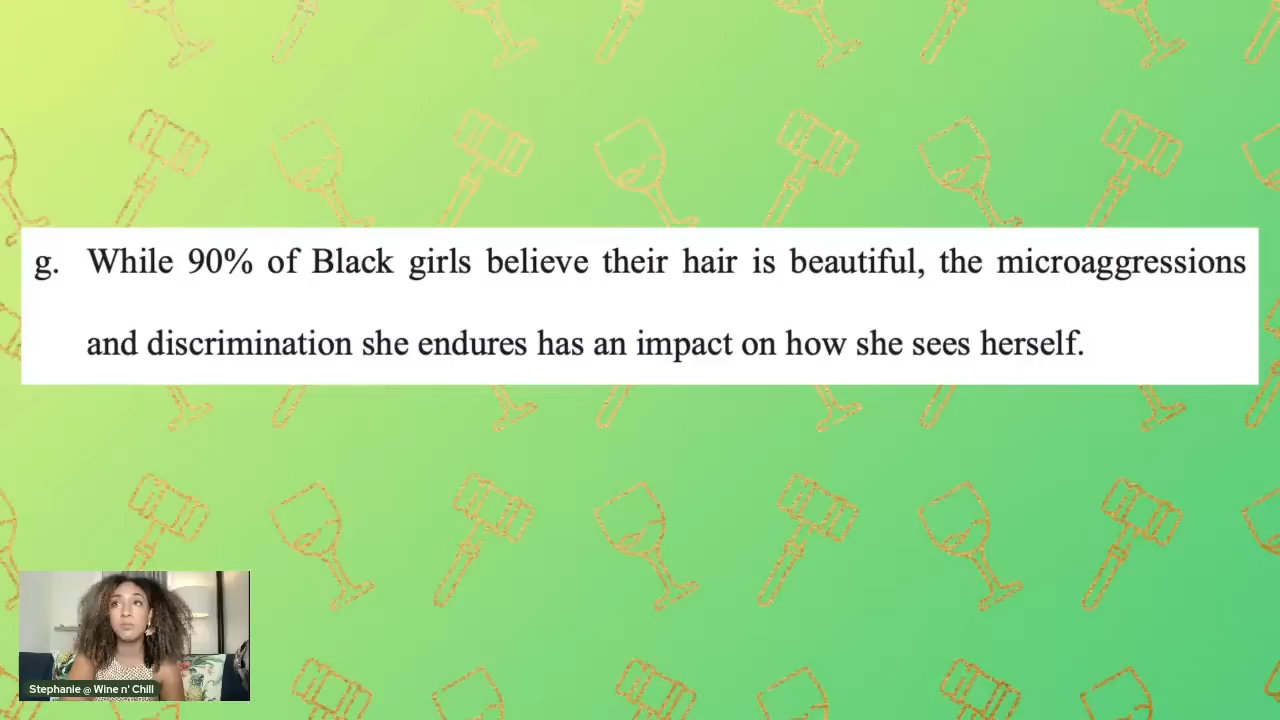 g. While 90% of Black girls believe their hair is beautiful, the microaggressions
and discrimination she endures has an impact on how she sees herself.
Stephanie @ Wine n' Chill